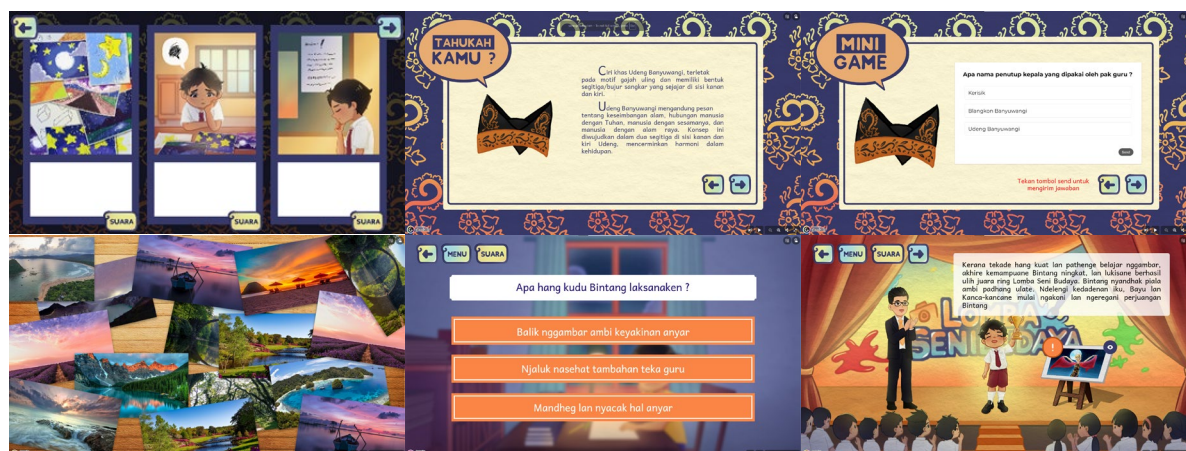 SUARA
SUARA
SUARA
TAHUKAH
KAMU ?
Ciri khas Udeng Banyuwangi, terletak
pada motif gajah uling dan memiliki bentuk
segitiga/bujur sangkar yang sejajar di sisi kanan
dan kiri.
Udeng Banyuwangi mengandung pesan
tentang keseimbangan alam, hubungan manusia
dengan Tuhan, manusia dengan sesamanya, dan
manusia dengan alam raya. Konsep ini
diwujudkan dalam dua segitiga di sisi kanan dan
kiri Udeng, mencerminkan harmoni dalam
kehidupan.
MINI
GAME
Apa nama penutup kepala yang dipakai oleh pak guru ?
Blangkon Banyuwangi
Udeng Banyuwangi
Send
Tekan tombol send untuk
mengirim jawaban
MENU SUARA
Apa hang kudu Bintang laksanaken ?
Balik nggambar ambi keyakinan anyar
Njaluk nasehat tambahan teka guru
Mandheg lan nyacak hal anyar
MENU SUARA
Kerana tekade hang kuat lan pathenge belajar nggambar,
akhire kemampuane Bintang ningkat, lan lukisane berhasil
ulih juara ring Lomba Seni Budaya. Bintang nyandhak piala
ambi padhang ulate. Ndelengi kedadenan iku, Bayu lan
Kanca-kancane mulai ngakoni lan ngeregani perjuangan
Bintang
LOMBA
SENI BUDAYA
!